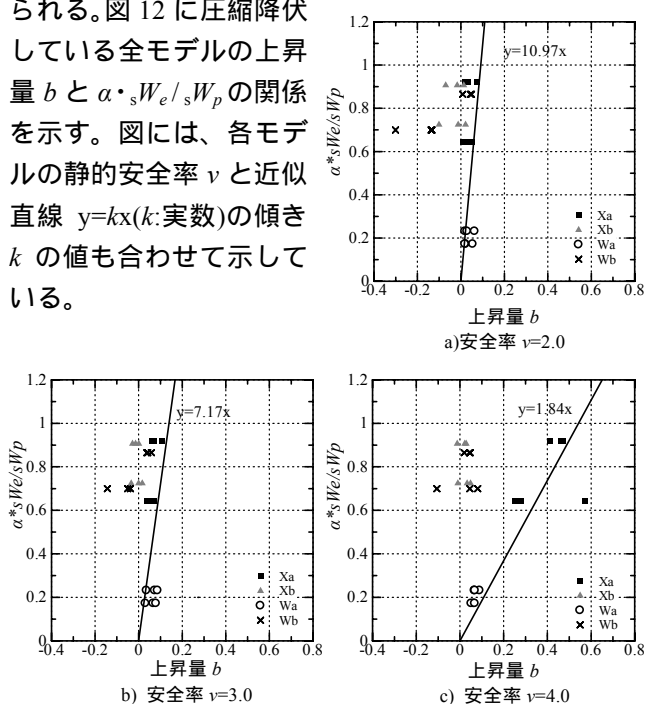 られる。図 12 に圧縮降伏
している全モデルの上昇
量 b と α・sWe / sWp の関係
を示す。図には、各モデ
ルの静的安全率 ν と近似
直線 y=kx(k:実数)の傾き
k の値も合わせて示して
いる。
1.2
1
0.8
0.6
0.4
0.2
0
α*sWe/sWp
y=10.97x
Xa
Xb
Wa
Wb
-0.4 -0.2 0 0.2 0.4 0.6 0.8
上昇量 b
a)安全率 ν=2.0
1.2
1
0.8
0.6
0.4
0.2
0
α*sWe/sWp
y=7.17x
Xa
Xb
Wa
Wb
-0.4 -0.2 0 0.2 0.4 0.6 0.8
上昇量 b
b) 安全率 ν=3.0
1.2
1
0.8
0.6
0.4
0.2
0
α*sWe/sWp
y=1.84x
Xa
Xb
Wa
Wb
-0.4 -0.2 0 0.2 0.4 0.6 0.8
上昇量 b
c) 安全率 ν=4.0